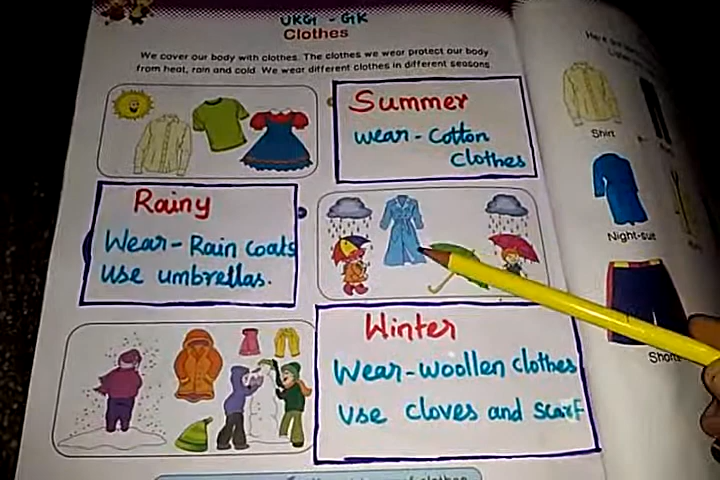 UKG - GK
Clothes
We cover our body with clothes. The clothes we wear protect our body
from heat, rain and cold. We wear different clothes in different seasons
Summer
wear - Cotton
Clothes
Rainy
Wear - Rain coats
Use umbrellas.
Winter
Wear - woollen clothes
Use cloves and scarf
Shirt
Night-suit